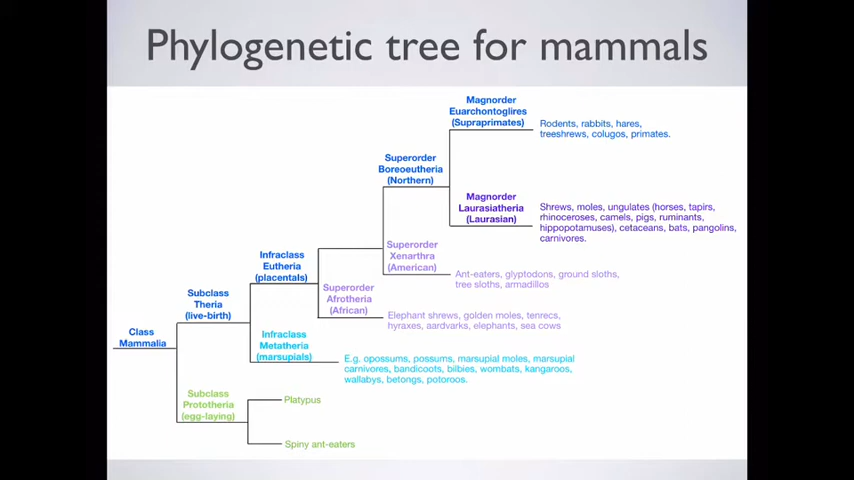 Phylogenetic tree for mammals
Magnorder
Euarchontoglires
(Supraprimates)
Rodents, rabbits, hares,
treeshrews, colugos, primates.
Superorder
Boreoeutheria
(Northern)
Magnorder
Laurasiatheria
(Laurasian)
Shrews, moles, ungulates (horses, tapirs,
rhinoceroses, camels, pigs, ruminants,
hippopotamuses), cetaceans, bats, pangolins,
carnivores.
Superorder
Xenarthra
(American)
Ant-eaters, glyptodons, ground sloths,
tree sloths, armadillos
Infraclass
Eutheria
(placentals)
Superorder
Afrotheria
(African)
Elephant shrews, golden moles, tenrecs,
hyraxes, aardvarks, elephants, sea cows
Subclass
Theria
(live-birth)
Infraclass
Metatheria
(marsupials)
E.g. opossums, possums, marsupial moles, marsupial
carnivores, bandicoots, bilbies, wombats, kangaroos,
wallabys, betongs, potoroos.
Class
Mammalia
Subclass
Prototheria
(egg-laying)
Platypus
Spiny ant-eaters